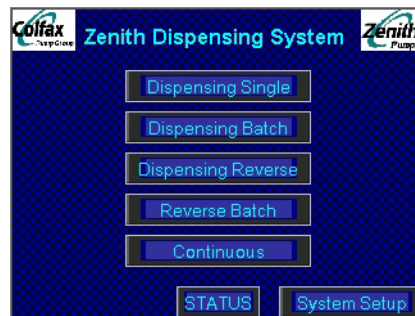 Colfax
Pump Group
Zenith Dispensing System
Zenith
Pump
Dispensing Single
Dispensing Batch
Dispensing Reverse
Reverse Batch
Continuous
STATUS
System Setup